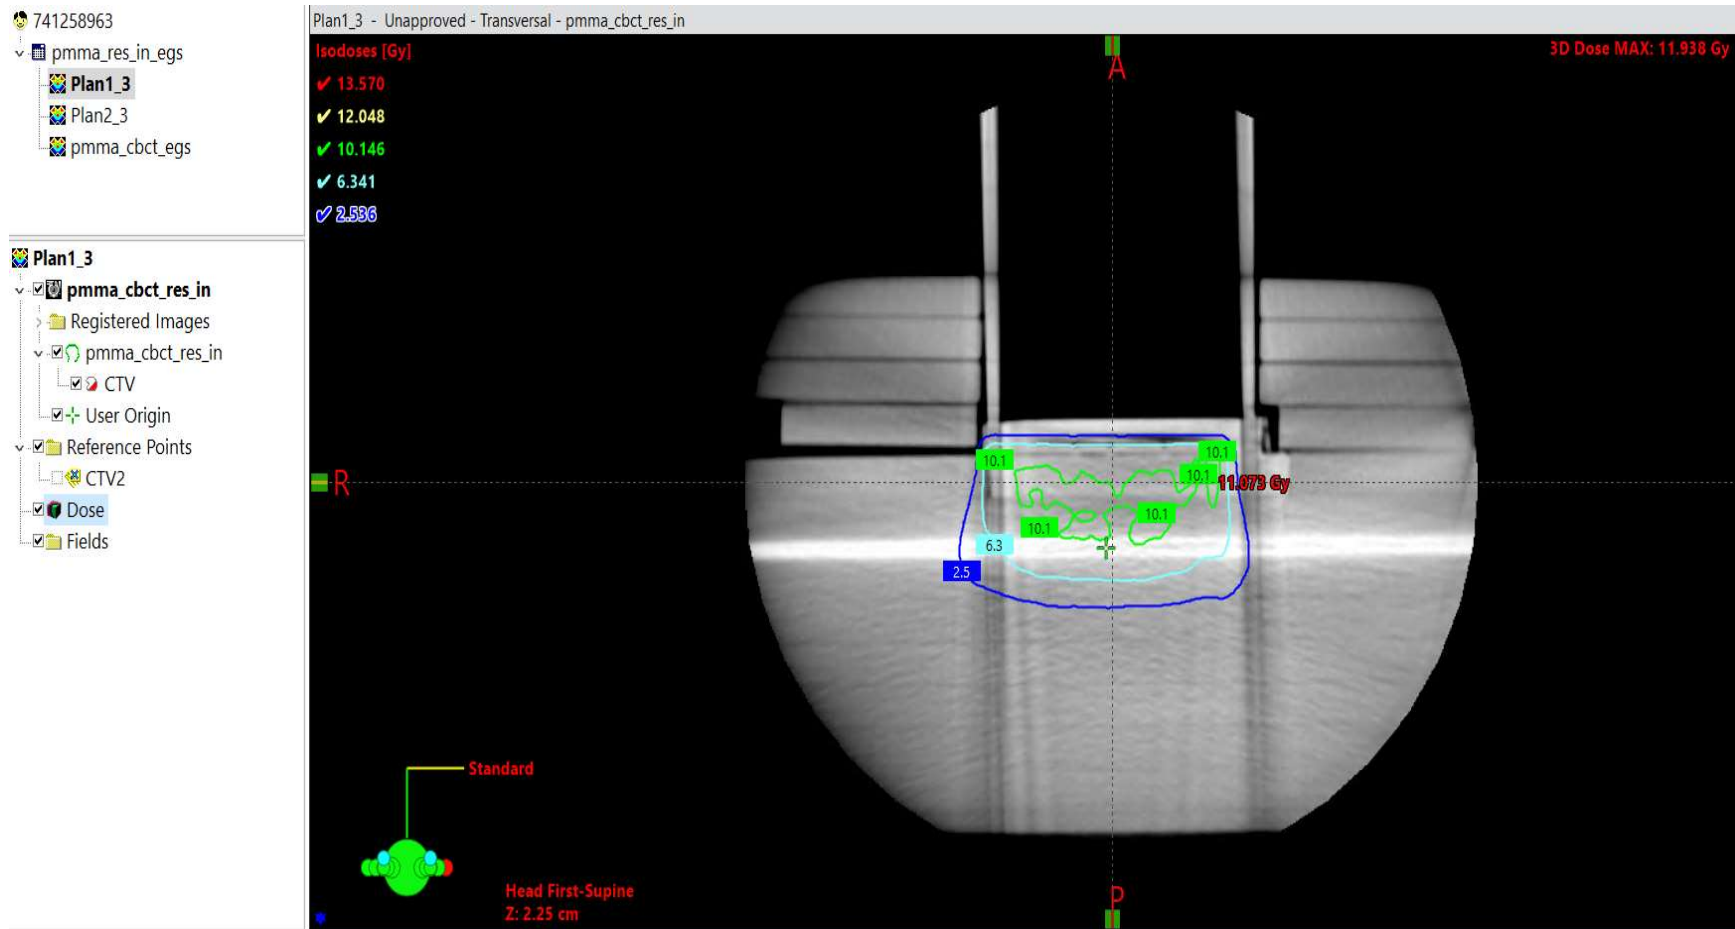 741258963
pmma_res_in_egs
Plan1_3
Plan2_3
pmma_cbct_egs
Plan1_3
pmma_cbct_res_in
Registered Images
pmma_cbct_res_in
CTV
User Origin
Reference Points
CTV2
Dose
Fields
Plan1_3 - Unapproved - Transversal - pmma_cbct_res_in
Isodoses [Gy]
13.570
12.048
10.146
6.341
2.536
3D Dose MAX: 11.938 Gy
A
10.1
10.1
10.1
R
11.073 Gy
10.1
10.1
6.3
2.5
Standard
Head First-Supine
Z: 2.25 cm
P